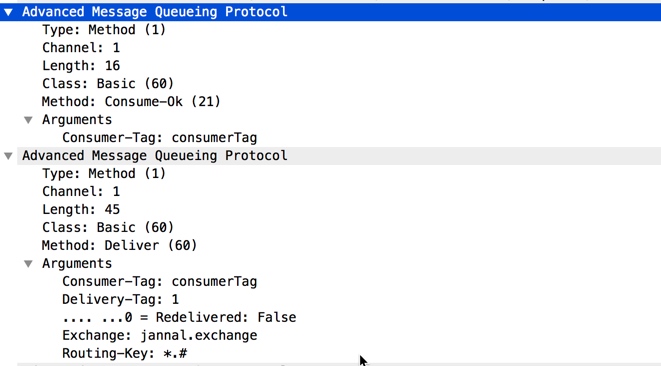 Advanced Message Queueing Protocol
Type: Method (1)
Channel: 1
Length: 16
Class: Basic (60)
Method: Consume-Ok (21)
Arguments
Consumer-Tag: consumerTag
Advanced Message Queueing Protocol
Type: Method (1)
Channel: 1
Length: 45
Class: Basic (60)
Method: Deliver (60)
Arguments
Consumer-Tag: consumerTag
Delivery-Tag: 1
.... ...0 = Redelivered: False
Exchange: jannal.exchange
Routing-Key: *.#